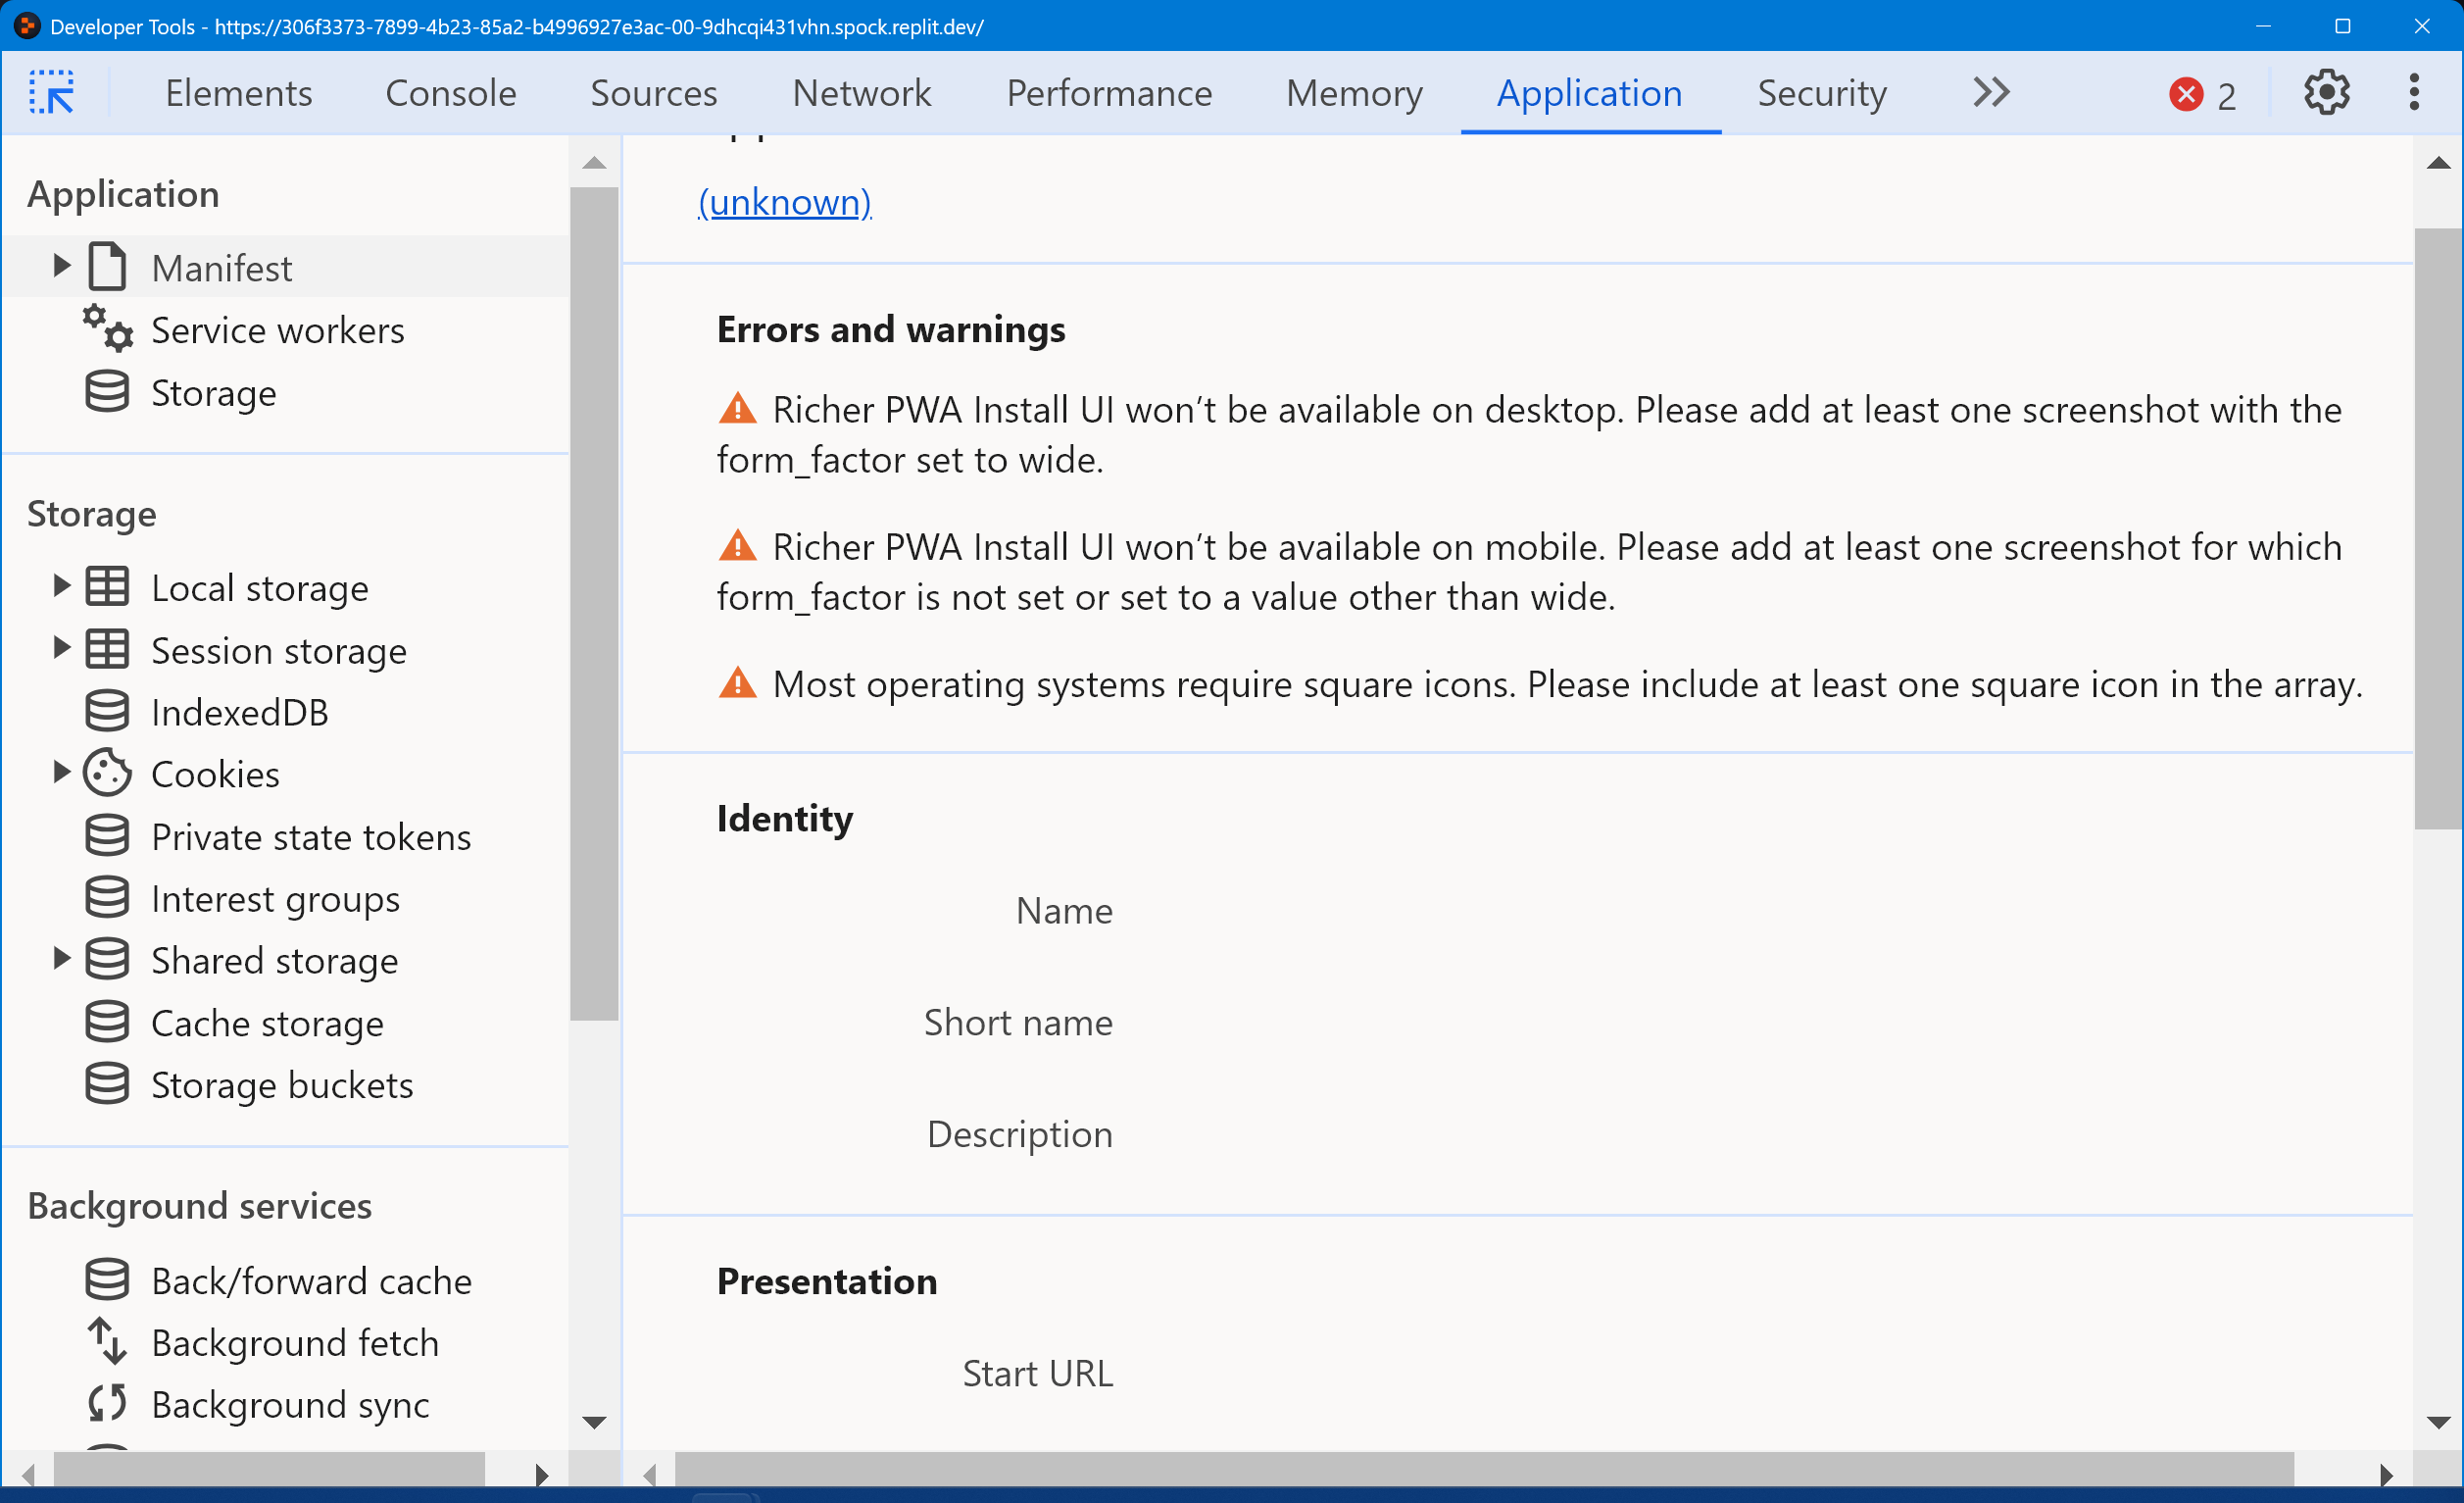 Developer Tools - https://306f3373-7899-4b23-85a2-b4996927e3ac-00-9dhcqi431vhn.spock.replit.dev/
Elements Console Sources Network Performance Memory Application Security 2
Application
Manifest
Service workers
Storage
Storage
Local storage
Session storage
IndexedDB
Cookies
Private state tokens
Interest groups
Shared storage
Cache storage
Storage buckets
Background services
Back/forward cache
Background fetch
Background sync
(unknown)
Errors and warnings
Richer PWA Install UI won’t be available on desktop. Please add at least one screenshot with the
form_factor set to wide.
Richer PWA Install UI won’t be available on mobile. Please add at least one screenshot for which
form_factor is not set or set to a value other than wide.
Most operating systems require square icons. Please include at least one square icon in the array.
Identity
Name
Short name
Description
Presentation
Start URL